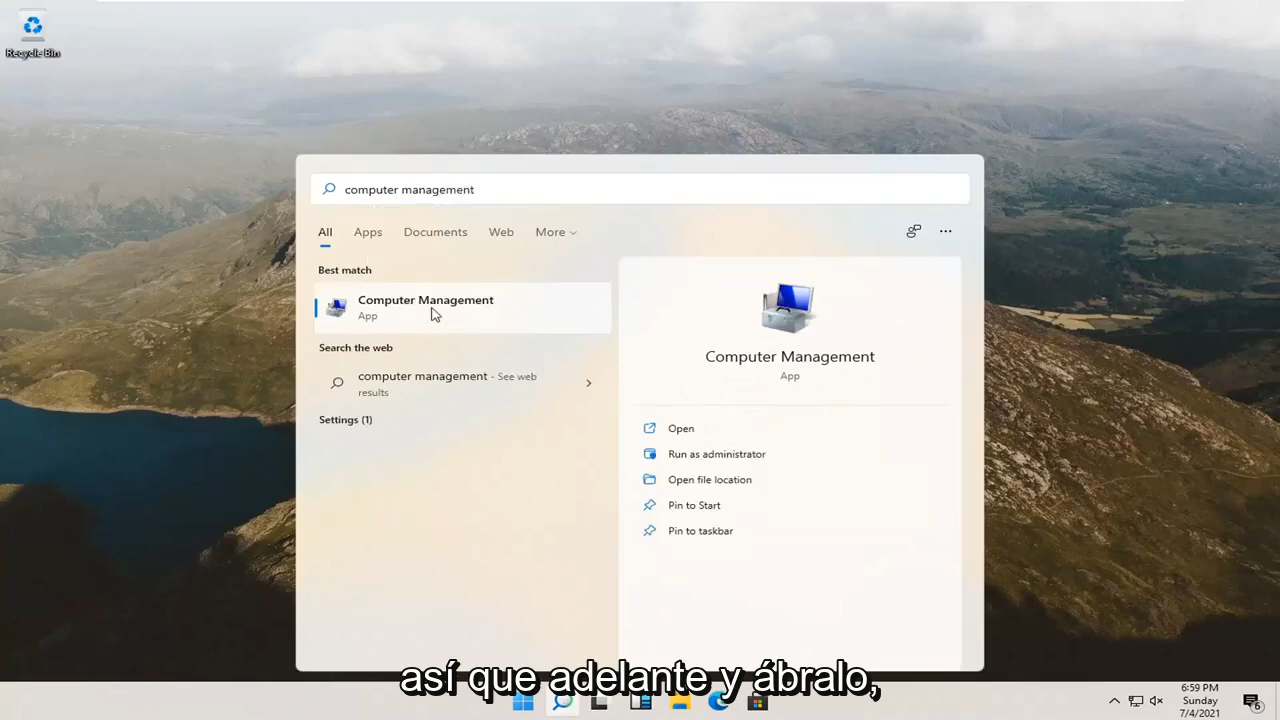 Recycle Bin
computer management
All
Apps
Documents
Web
More
Best match
Computer Management
App
Search the web
computer management - See web
results
Settings (1)
Computer Management
App
Open
Run as administrator
Open file location
Pin to Start
Pin to taskbar
así que adelante y ábralo,
6:59 PM
Sunday
7/4/2021
6